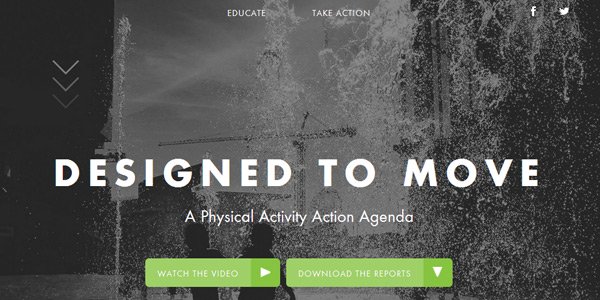 EDUCATE TAKE ACTION
DESIGNED TO MOVE
A Physical Activity Action Agenda
WATCH THE VIDEO DOWNLOAD THE REPORTS